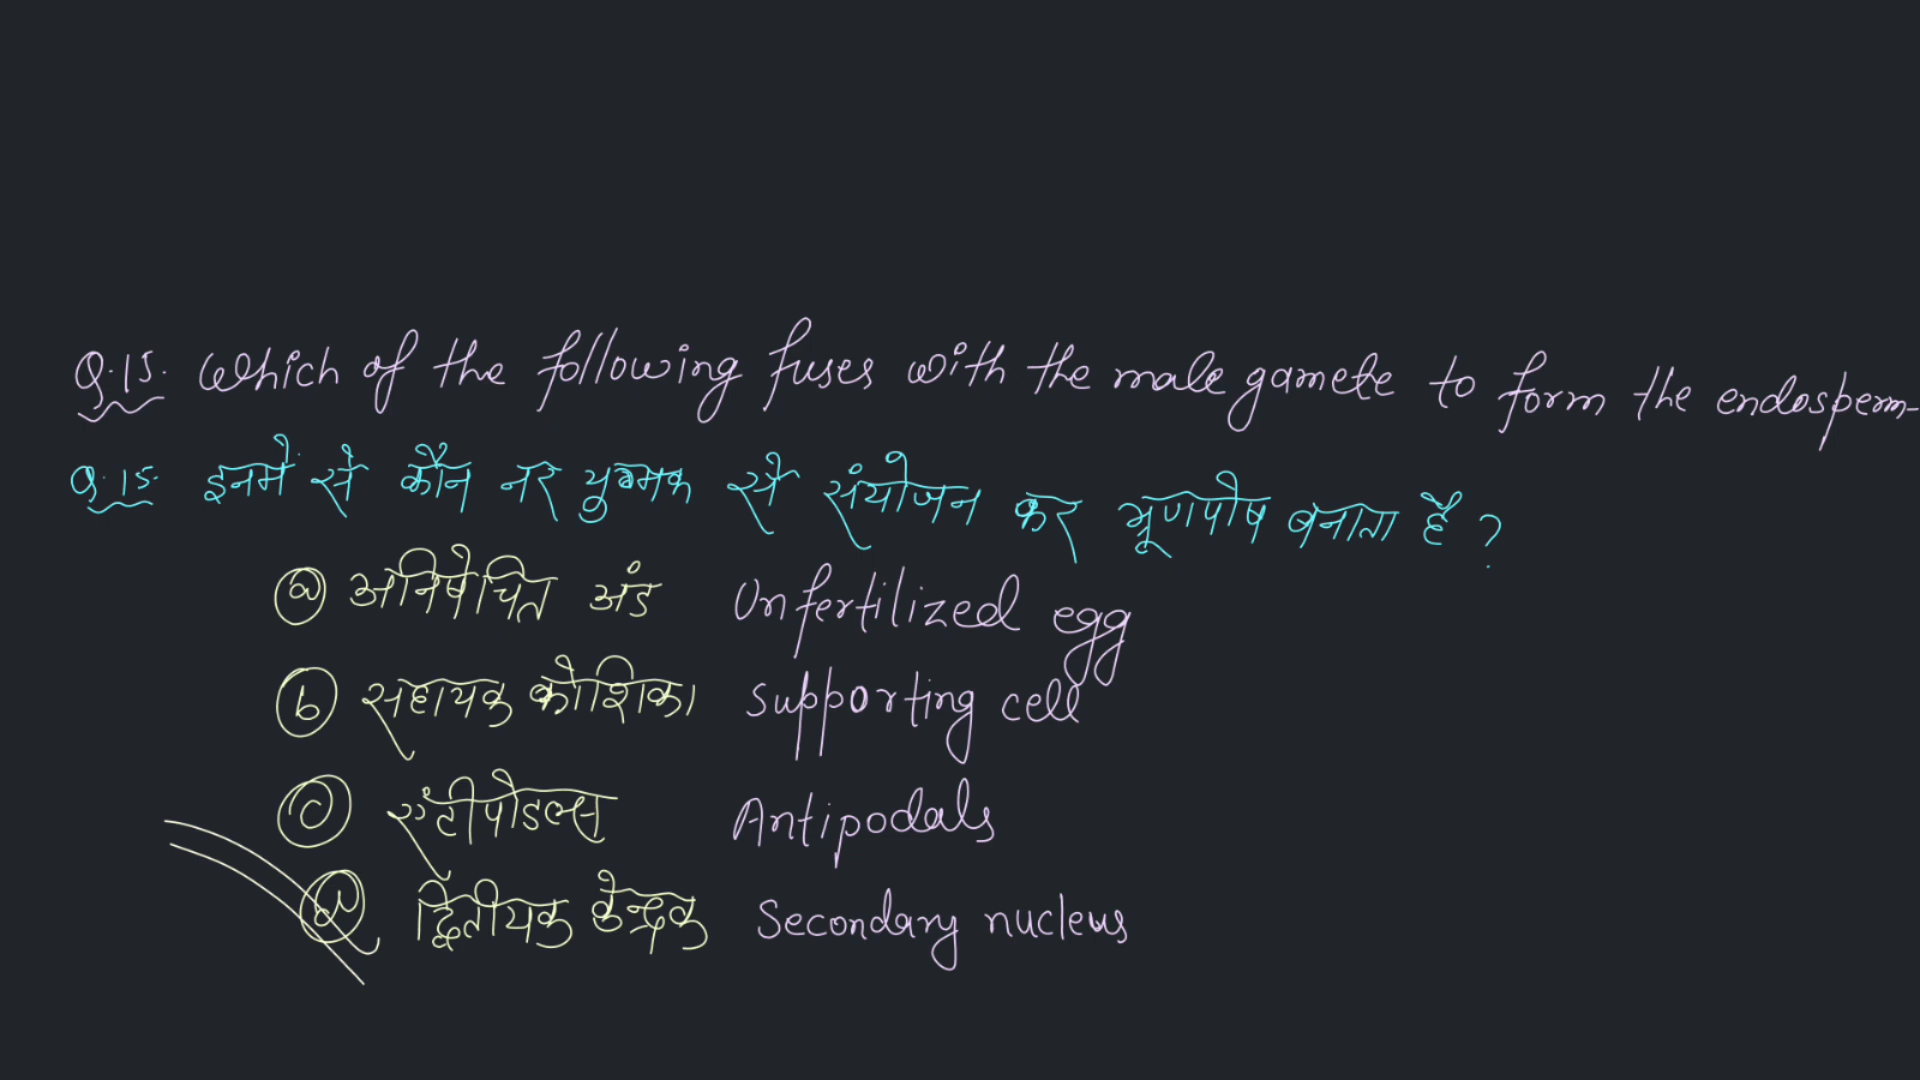 Q.15. Which of the following fuses with the male gamete to form the endosperm-
Q.15. इनमें से कौन नर युग्मक से संयोजन कर भ्रूणपोष बनाता है ?
(a) अनिषेचित अंड Unfertilized egg
(b) सहायक कोशिका supporting cell
(c) एंटीपोडल्स Antipodals
(d) द्वितीयक केन्द्रक Secondary nucleus